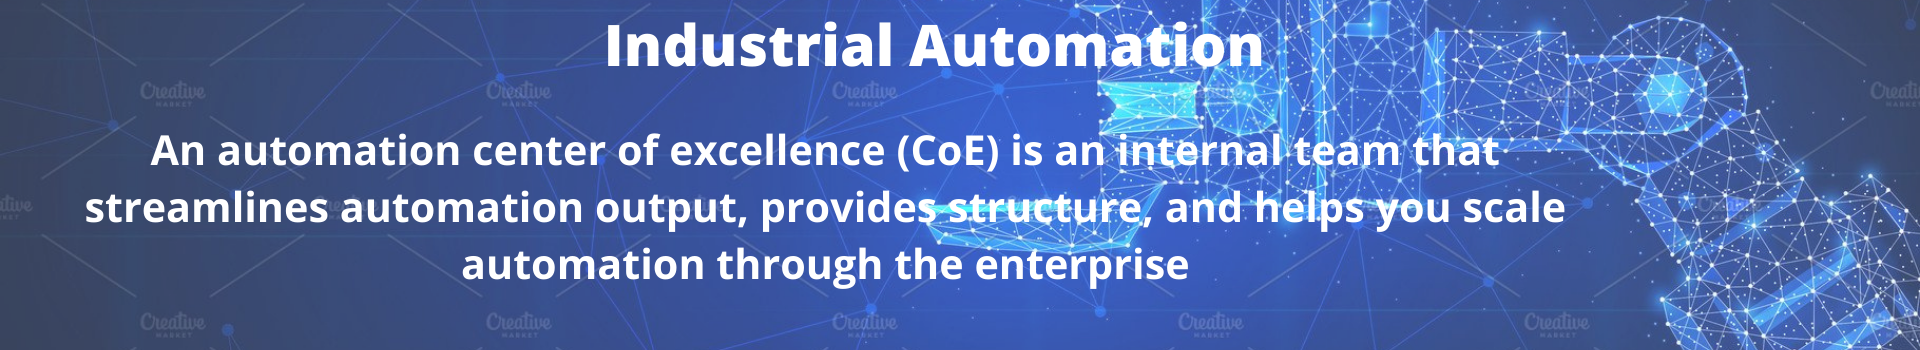 Industrial Automation
An automation center of excellence (CoE) is an internal team that
streamlines automation output, provides structure, and helps you scale
automation through the enterprise
Creative
MARKET
Creative
MARKET
Creative
MARKET
Creative
MARKET
Creative
MARKET
Creative
MARKET
Creative
MARKET
Creative
MARKET